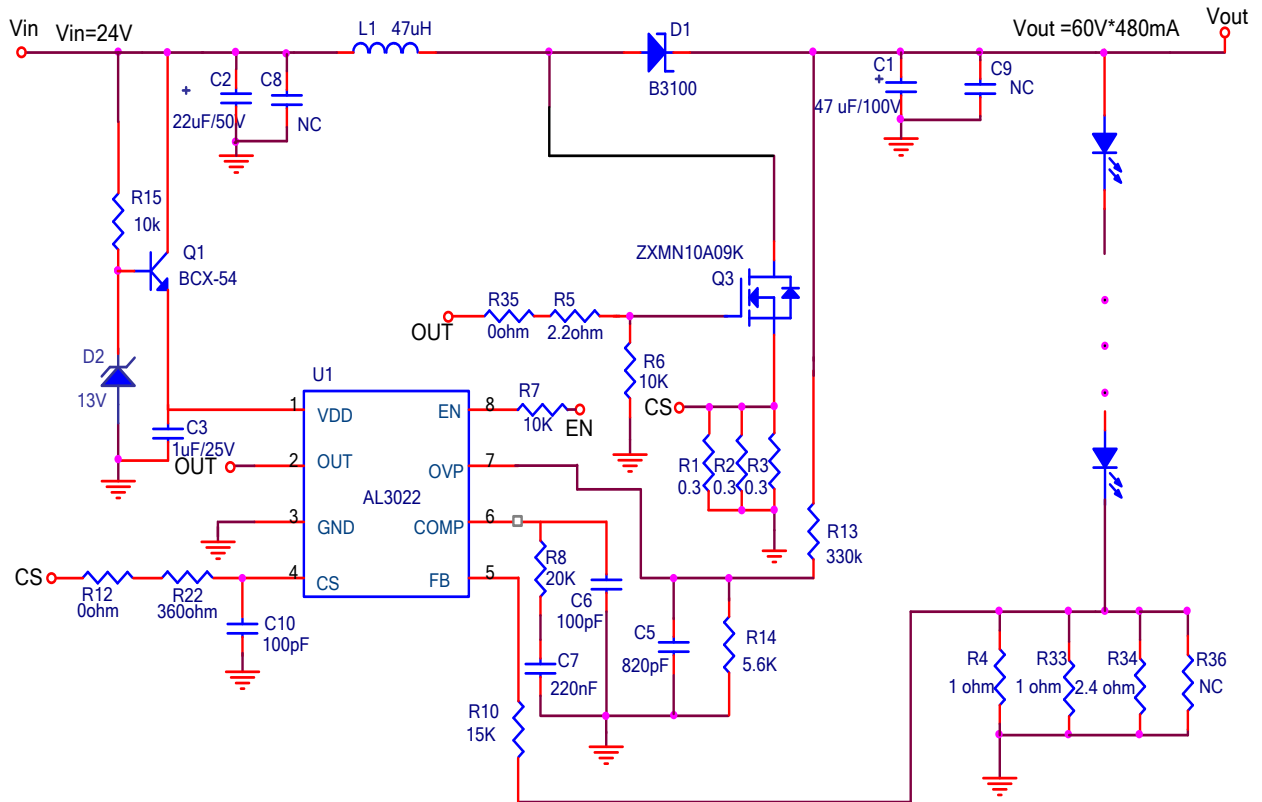 Vin
Vin=24V
L1 47uH
D1
B3100
Vout =60V*480mA
Vout
C2
22uF/50V
+
C8
NC
C1
+
47 uF/100V
C9
NC
R15
10k
Q1
BCX-54
ZXMN10A09K
Q3
OUT
R35
0ohm
R5
2.2ohm
R6
10K
D2
13V
U1
1
VDD
2
OUT
3
GND
4
CS
AL3022
EN
8
OVP
7
COMP
6
FB
5
R7
10K
EN
C3
1uF/25V
OUT
CS
R1
0.3
R2
0.3
R3
0.3
R13
330k
CS
R12
0ohm
R22
360ohm
C10
100pF
R8
20K
C6
100pF
C7
220nF
C5
820pF
R14
5.6K
R10
15K
R4
1 ohm
R33
1 ohm
R34
2.4 ohm
R36
NC